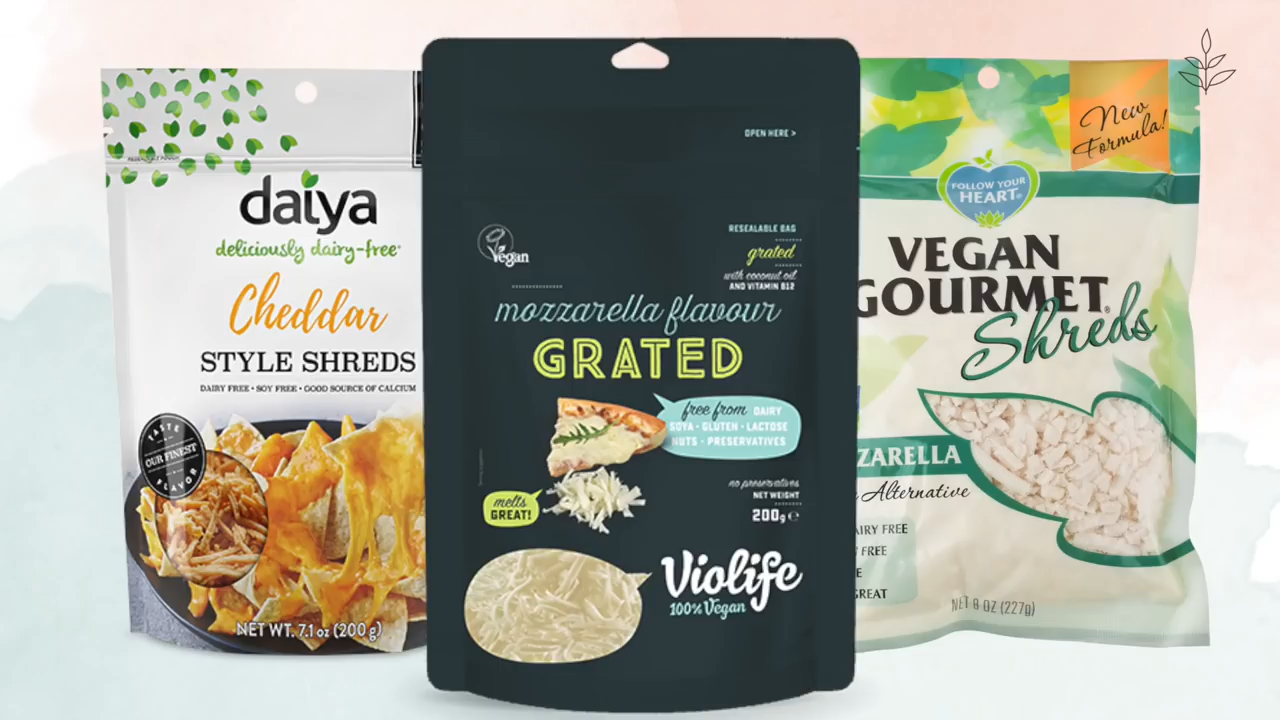 daiya
deliciously dairy-free
Cheddar
STYLE SHREDS
DAIRY FREE • SOY FREE • GOOD SOURCE OF CALCIUM
TASTE
OUR FINEST
FLAVOR
NET WT. 7.1 oz (200 g)
OPEN HERE >
Vegan
RESEALABLE BAG
grated
with coconut oil
AND VITAMIN B12
mozzarella flavour
GRATED
free from DAIRY
SOYA · GLUTEN · LACTOSE
NUTS · PRESERVATIVES
melts
GREAT!
no preservatives
NET WEIGHT
200g e
Violife
100% Vegan
New
Formula!
FOLLOW YOUR
HEART®
VEGAN
GOURMET®
Shreds
ZARELLA
Alternative
AIRY FREE
FREE
E
GREAT
NET 8 OZ (227g)